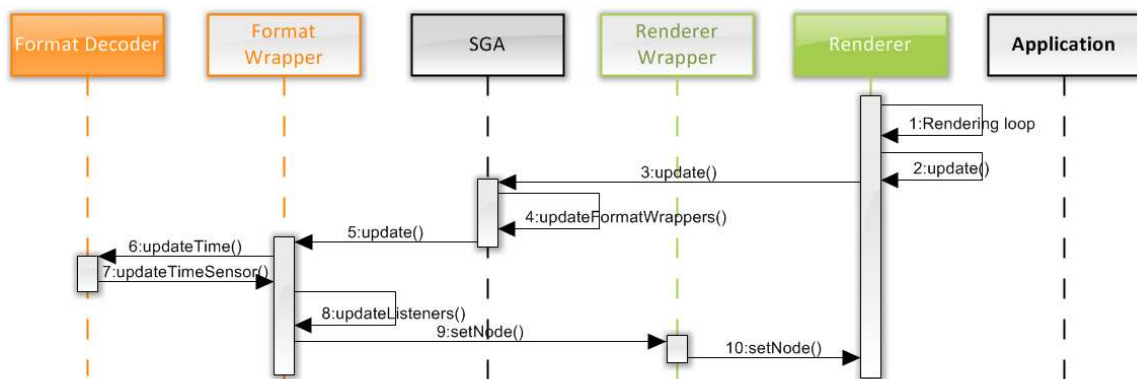 Format Decoder
Format
Wrapper
SGA
Renderer
Wrapper
Renderer
Application
1:Rendering loop
2:update()
3:update()
4:updateFormatWrappers()
5:update()
6:updateTime()
7:updateTimeSensor()
8:updateListeners()
9:setNode()
10:setNode()